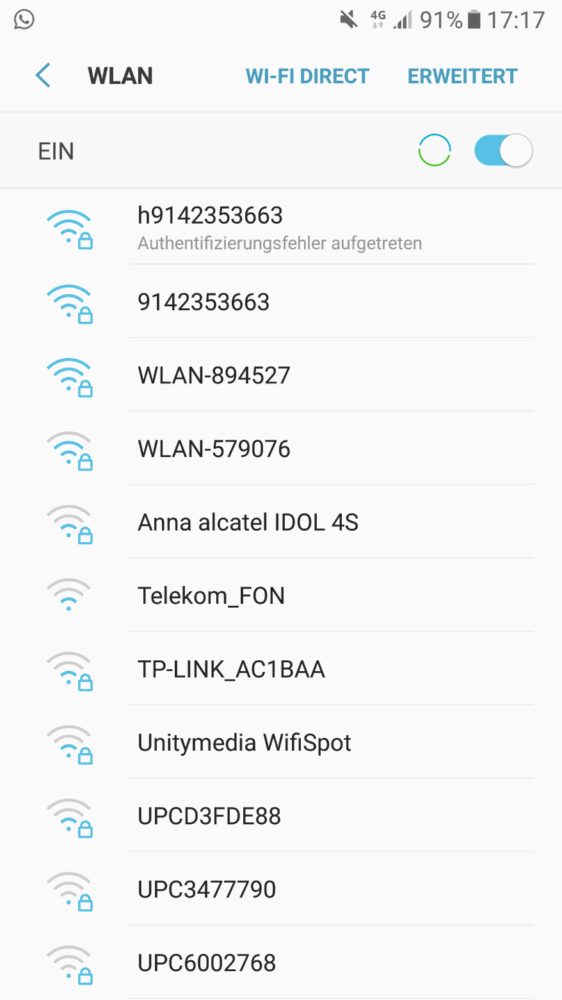 4G 91% 17:17
WLAN WI-FI DIRECT ERWEITERT
EIN
h9142353663
Authentifizierungsfehler aufgetreten
9142353663
WLAN-894527
WLAN-579076
Anna alcatel IDOL 4S
Telekom_FON
TP-LINK_AC1BAA
Unitymedia WifiSpot
UPCD3FDE88
UPC3477790
UPC6002768